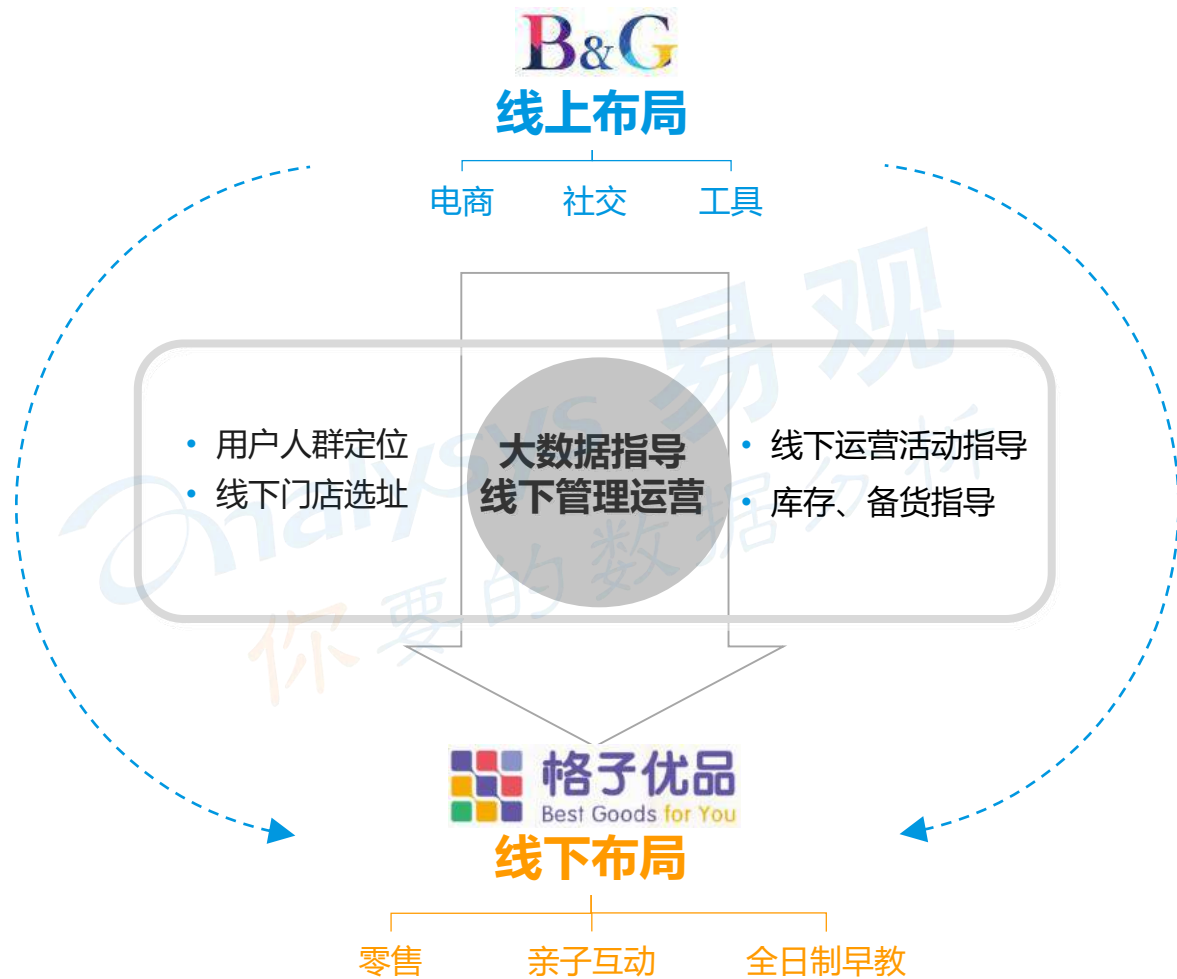 B&G
线上布局
电商 社交 工具
• 用户人群定位
• 线下门店选址
大数据指导
线下管理运营
• 线下运营活动指导
• 库存、备货指导
analysys 易观
你要的数据分析
格子优品
Best Goods for You
线下布局
零售 亲子互动 全日制早教